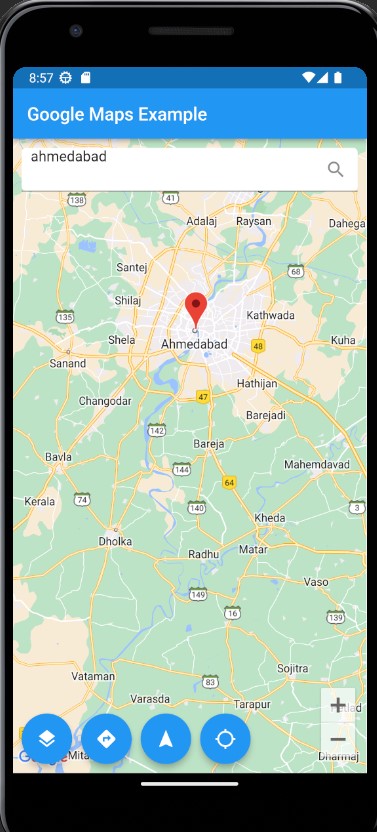 8:57
Google Maps Example
ahmedabad
138
41
Adalaj
Raysan
Dahega
Santej
68
Shilaj
135
Kathwada
Shela
Ahmedabad
48
Kuha
Sanand
Hathijan
Changodar
47
Barejadi
142
Bareja
Bavla
144
Mahemdavad
64
Kerala
74
140
3
Kheda
Dholka
Matar
Radhu
Vaso
149
16
139
Sojitra
Vataman
83
Varasda
Tarapur
+
−
Google
Mita
Dharmaj